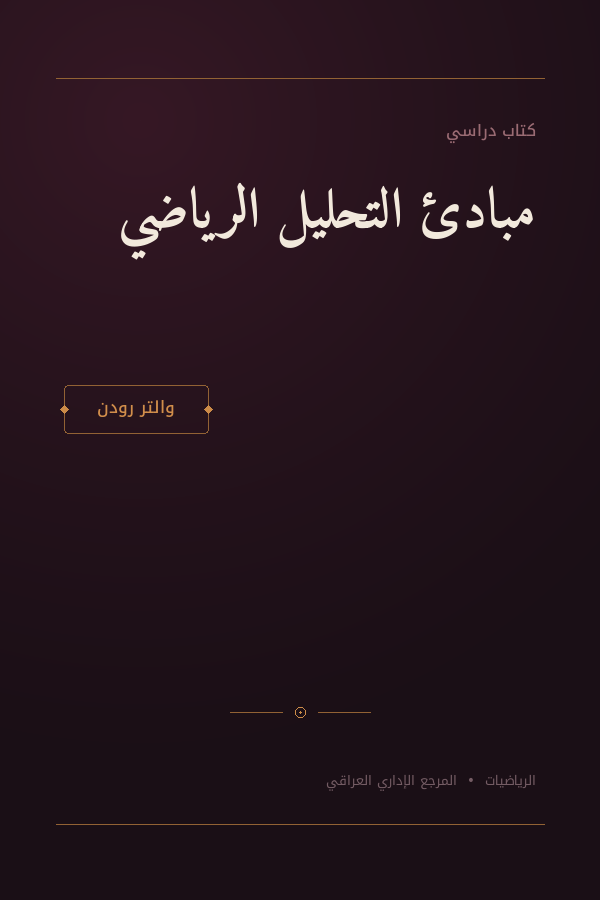 كتاب دراسي
مبادئ التحليل الرياضي
والتر رودن
الرياضيات • المرجع الإداري العراقي